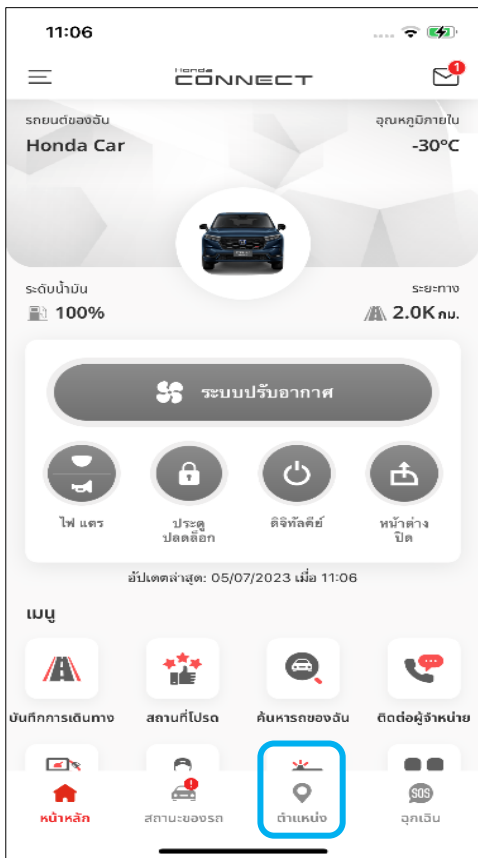 11:06
Honda
CONNECT
1
รถยนต์ของฉัน
อุณหภูมิภายใน
Honda Car
-30°C
ระดับน้ำมัน
ระยะทาง
100%
2.0K กม.
ระบบปรับอากาศ
ไฟ แตร
ประตู
ปลดล็อก
ดิจิทัลคีย์
หน้าต่าง
ปิด
อัปเดตล่าสุด: 05/07/2023 เมื่อ 11:06
เมนู
บันทึกการเดินทาง
สถานที่โปรด
ค้นหารถของฉัน
ติดต่อผู้จำหน่าย
หน้าหลัก
สถานะของรถ
ตำแหน่ง
SOS
ฉุกเฉิน